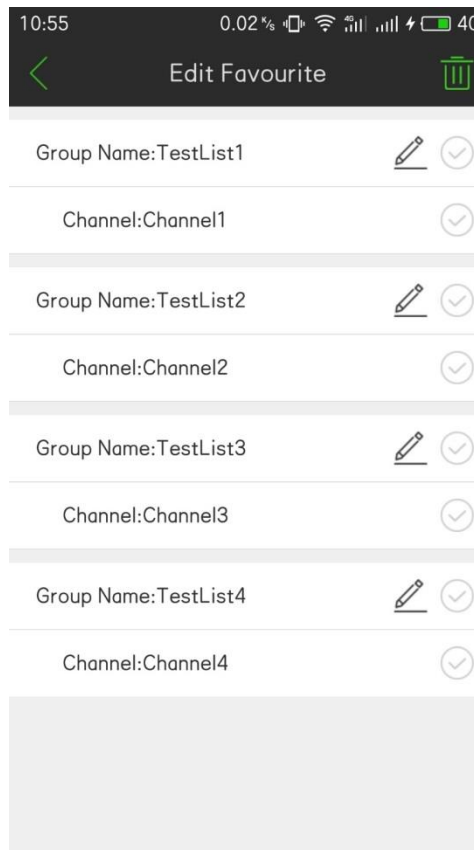 10:55 0.02 K/s 4G 40
Edit Favourite
Group Name:TestList1
Channel:Channel1
Group Name:TestList2
Channel:Channel2
Group Name:TestList3
Channel:Channel3
Group Name:TestList4
Channel:Channel4